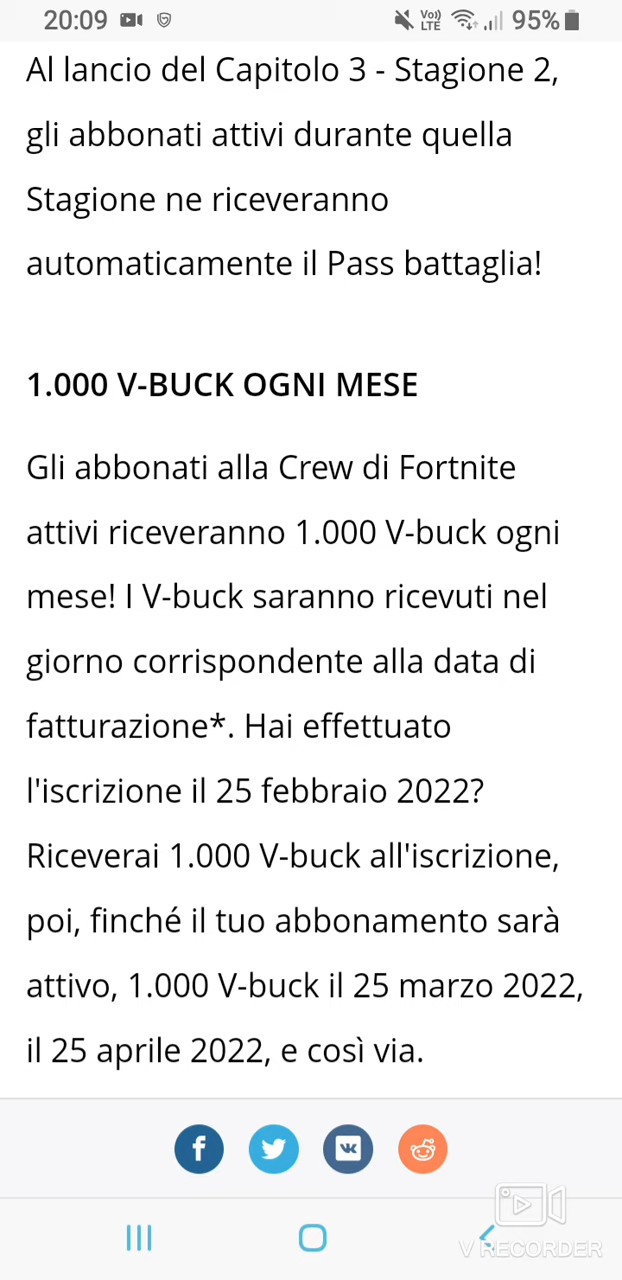 20:09
Vo)) LTE 95%
Al lancio del Capitolo 3 - Stagione 2,
gli abbonati attivi durante quella
Stagione ne riceveranno
automaticamente il Pass battaglia!
1.000 V-BUCK OGNI MESE
Gli abbonati alla Crew di Fortnite
attivi riceveranno 1.000 V-buck ogni
mese! I V-buck saranno ricevuti nel
giorno corrispondente alla data di
fatturazione*. Hai effettuato
l'iscrizione il 25 febbraio 2022?
Riceverai 1.000 V-buck all'iscrizione,
poi, finché il tuo abbonamento sarà
attivo, 1.000 V-buck il 25 marzo 2022,
il 25 aprile 2022, e così via.
V RECORDER